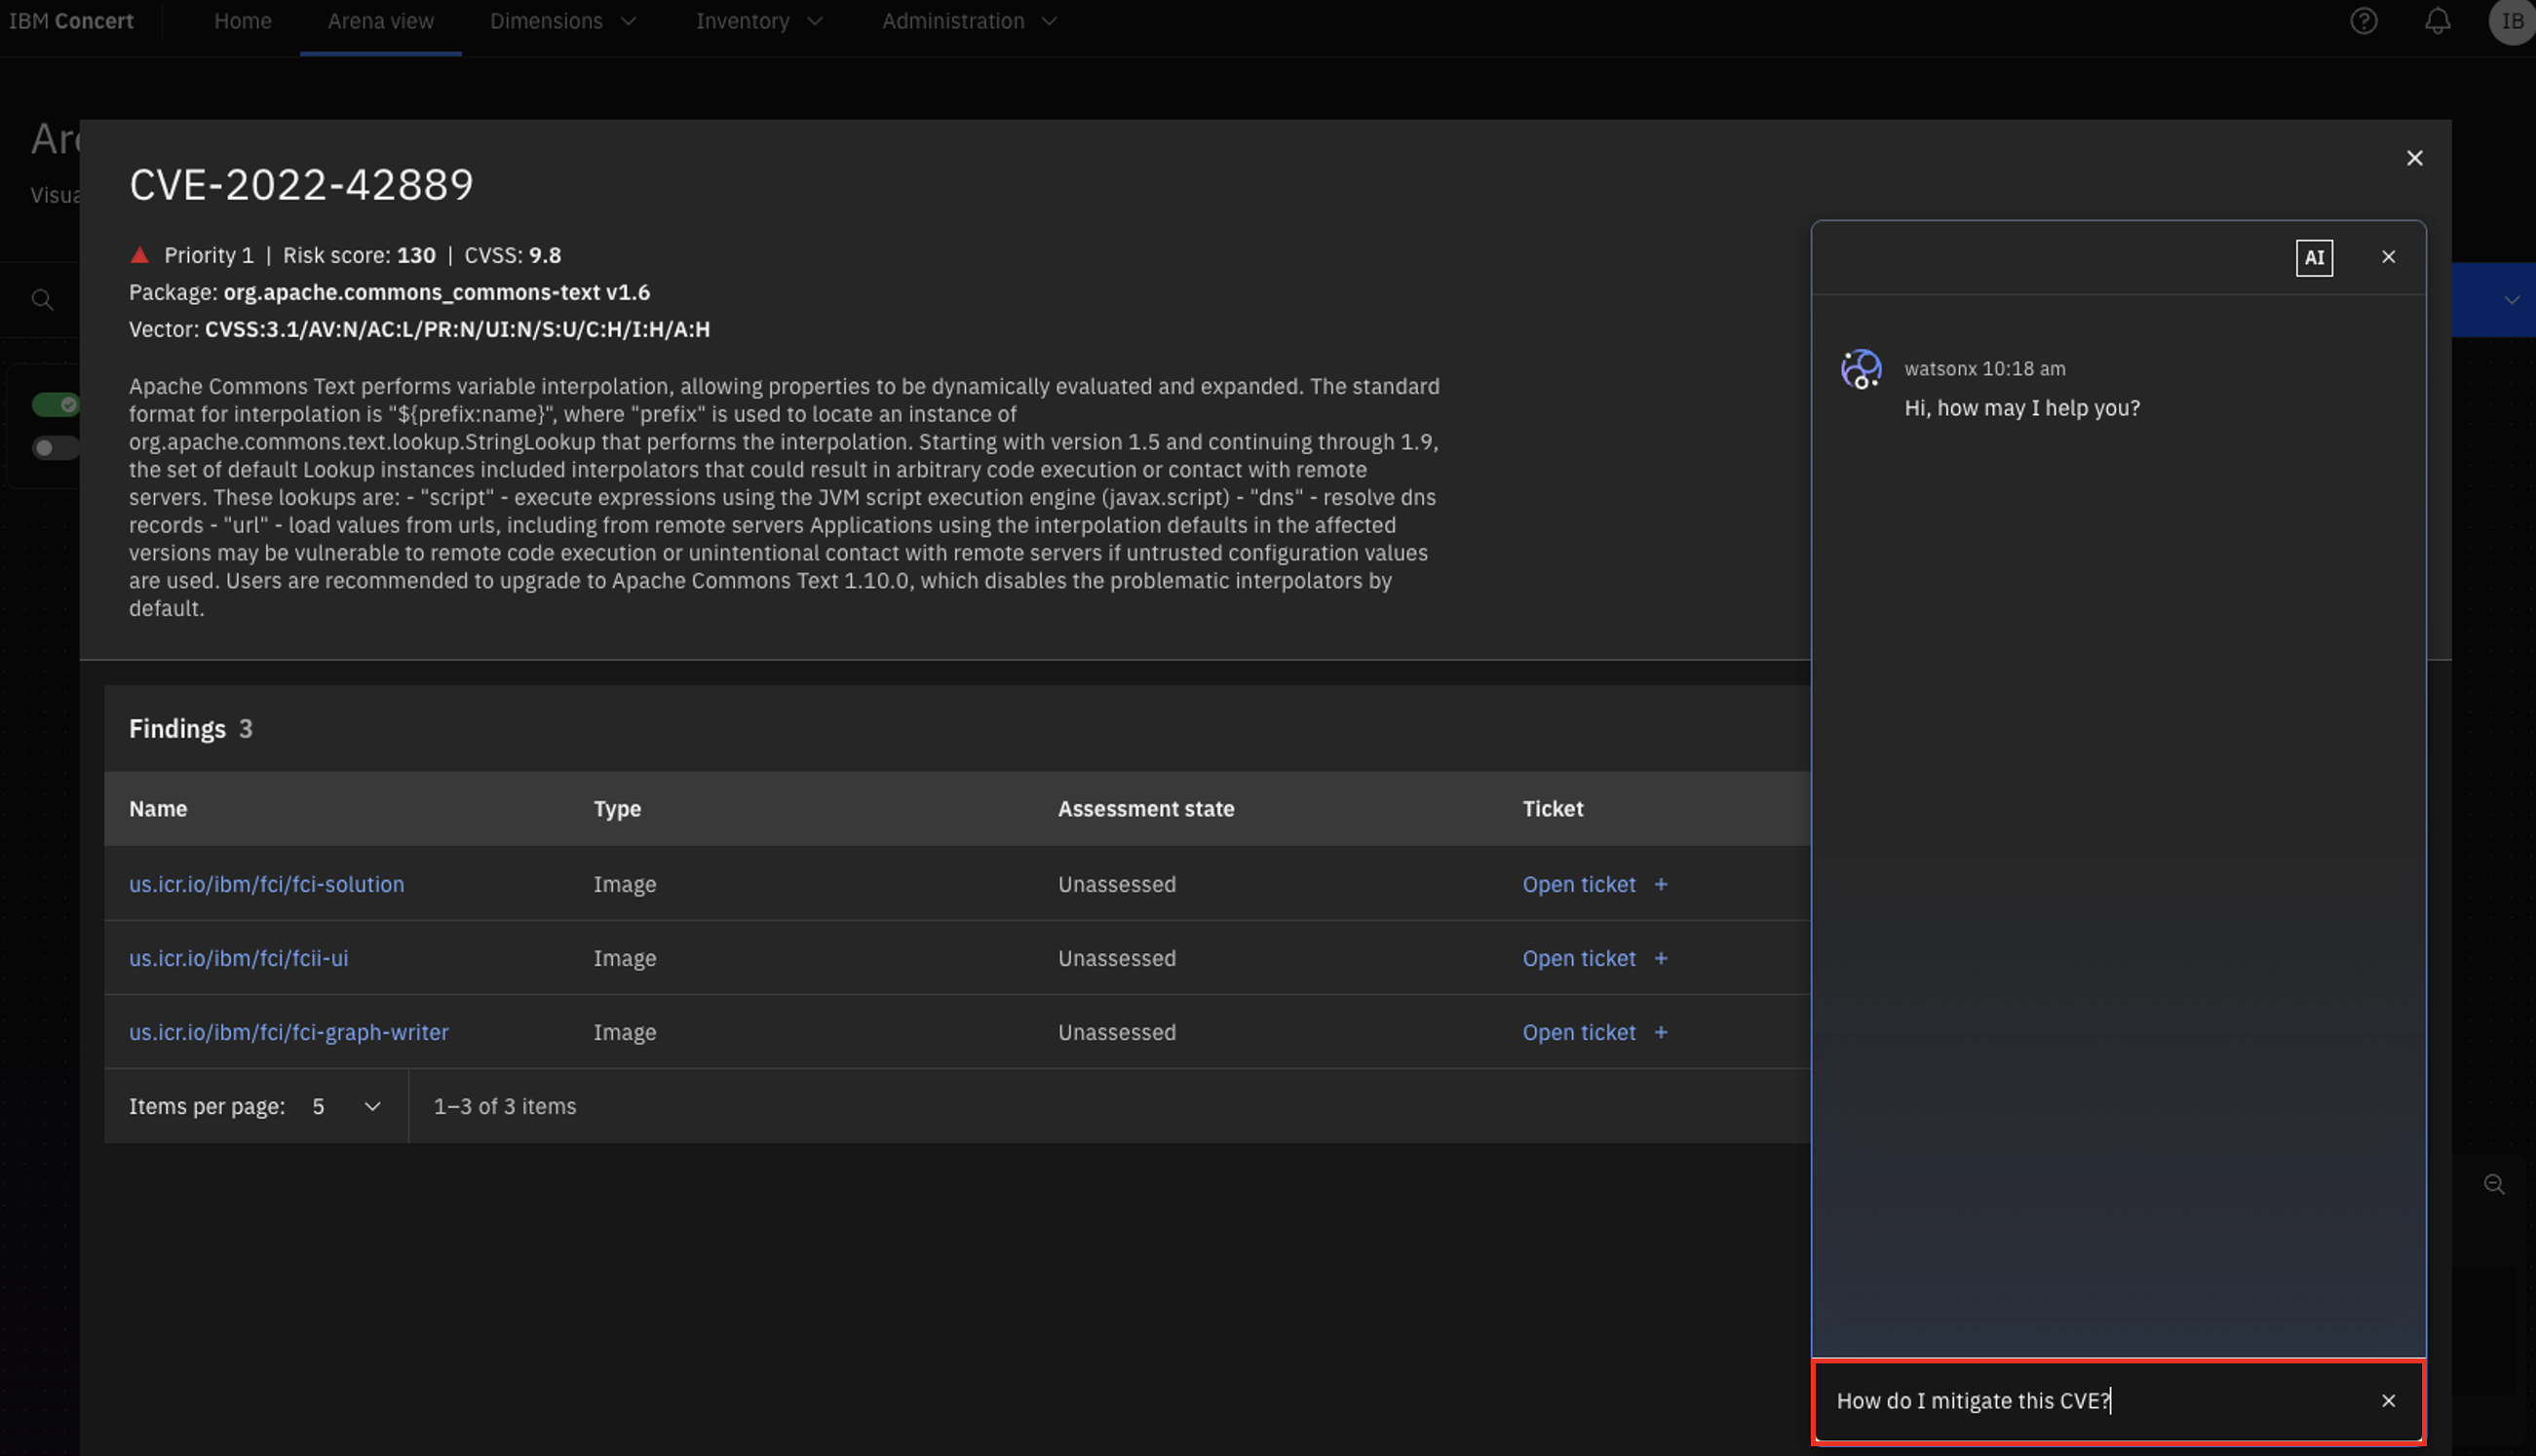 IBM Concert
Home
Arena view
Dimensions
Inventory
Administration
IB
Are
Visua
CVE-2022-42889
Priority 1 | Risk score: 130 | CVSS: 9.8
Package: org.apache.commons_commons-text v1.6
Vector: CVSS:3.1/AV:N/AC:L/PR:N/UI:N/S:U/C:H/I:H/A:H
Apache Commons Text performs variable interpolation, allowing properties to be dynamically evaluated and expanded. The standard
format for interpolation is "${prefix:name}", where "prefix" is used to locate an instance of
org.apache.commons.text.lookup.StringLookup that performs the interpolation. Starting with version 1.5 and continuing through 1.9,
the set of default Lookup instances included interpolators that could result in arbitrary code execution or contact with remote
servers. These lookups are: - "script" - execute expressions using the JVM script execution engine (javax.script) - "dns" - resolve dns
records - "url" - load values from urls, including from remote servers Applications using the interpolation defaults in the affected
versions may be vulnerable to remote code execution or unintentional contact with remote servers if untrusted configuration values
are used. Users are recommended to upgrade to Apache Commons Text 1.10.0, which disables the problematic interpolators by
default.
Findings 3
Name Type Assessment state Ticket
us.icr.io/ibm/fci/fci-solution Image Unassessed Open ticket +
us.icr.io/ibm/fci/fcii-ui Image Unassessed Open ticket +
us.icr.io/ibm/fci/fci-graph-writer Image Unassessed Open ticket +
Items per page: 5
1–3 of 3 items
AI
watsonx 10:18 am
Hi, how may I help you?
How do I mitigate this CVE?